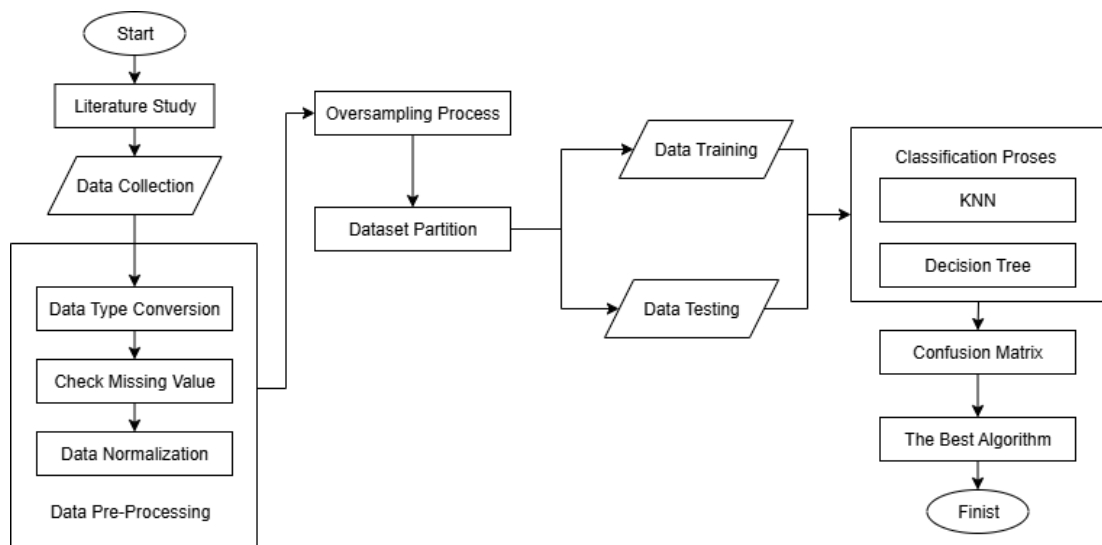 Start
Literature Study
Data Collection
Data Type Conversion
Check Missing Value
Data Normalization
Data Pre-Processing
Oversampling Process
Dataset Partition
Data Training
Data Testing
Classification Proses
KNN
Decision Tree
Confusion Matrix
The Best Algorithm
Finist